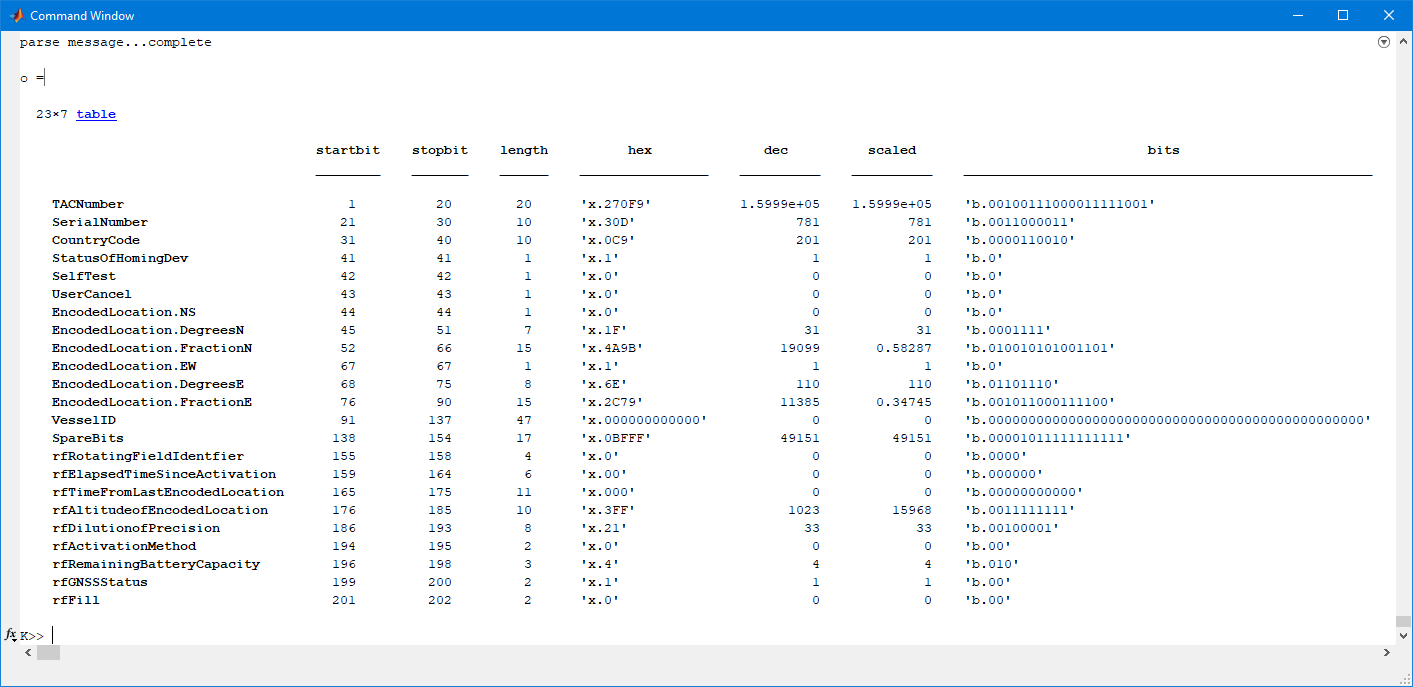 Command Window
parse message...complete
o =
23×7 table
startbit stopbit length hex dec scaled bits
TACNumber 1 20 20 'x.270F9' 1.5999e+05 1.5999e+05 'b.00100111000011111001'
SerialNumber 21 30 10 'x.30D' 781 781 'b.0011000011'
CountryCode 31 40 10 'x.0C9' 201 201 'b.0000110010'
StatusOfHomingDev 41 41 1 'x.1' 1 1 'b.0'
SelfTest 42 42 1 'x.0' 0 0 'b.0'
UserCancel 43 43 1 'x.0' 0 0 'b.0'
EncodedLocation.NS 44 44 1 'x.0' 0 0 'b.0'
EncodedLocation.DegreesN 45 51 7 'x.1F' 31 31 'b.0001111'
EncodedLocation.FractionN 52 66 15 'x.4A9B' 19099 0.58287 'b.010010101001101'
EncodedLocation.EW 67 67 1 'x.1' 1 1 'b.0'
EncodedLocation.DegreesE 68 75 8 'x.6E' 110 110 'b.01101110'
EncodedLocation.FractionE 76 90 15 'x.2C79' 11385 0.34745 'b.001011000111100'
VesselID 91 137 47 'x.000000000000' 0 0 'b.00000000000000000000000000000000000000000000000'
SpareBits 138 154 17 'x.0BFFF' 49151 49151 'b.00001011111111111'
rfRotatingFieldIdentfier 155 158 4 'x.0' 0 0 'b.0000'
rfElapsedTimeSinceActivation 159 164 6 'x.00' 0 0 'b.000000'
rfTimeFromLastEncodedLocation 165 175 11 'x.000' 0 0 'b.00000000000'
rfAltitudeofEncodedLocation 176 185 10 'x.3FF' 1023 15968 'b.0011111111'
rfDilutionofPrecision 186 193 8 'x.21' 33 33 'b.00100001'
rfActivationMethod 194 195 2 'x.0' 0 0 'b.00'
rfRemainingBatteryCapacity 196 198 3 'x.4' 4 4 'b.010'
rfGNSSStatus 199 200 2 'x.1' 1 1 'b.00'
rfFill 201 202 2 'x.0' 0 0 'b.00'
fx K>>